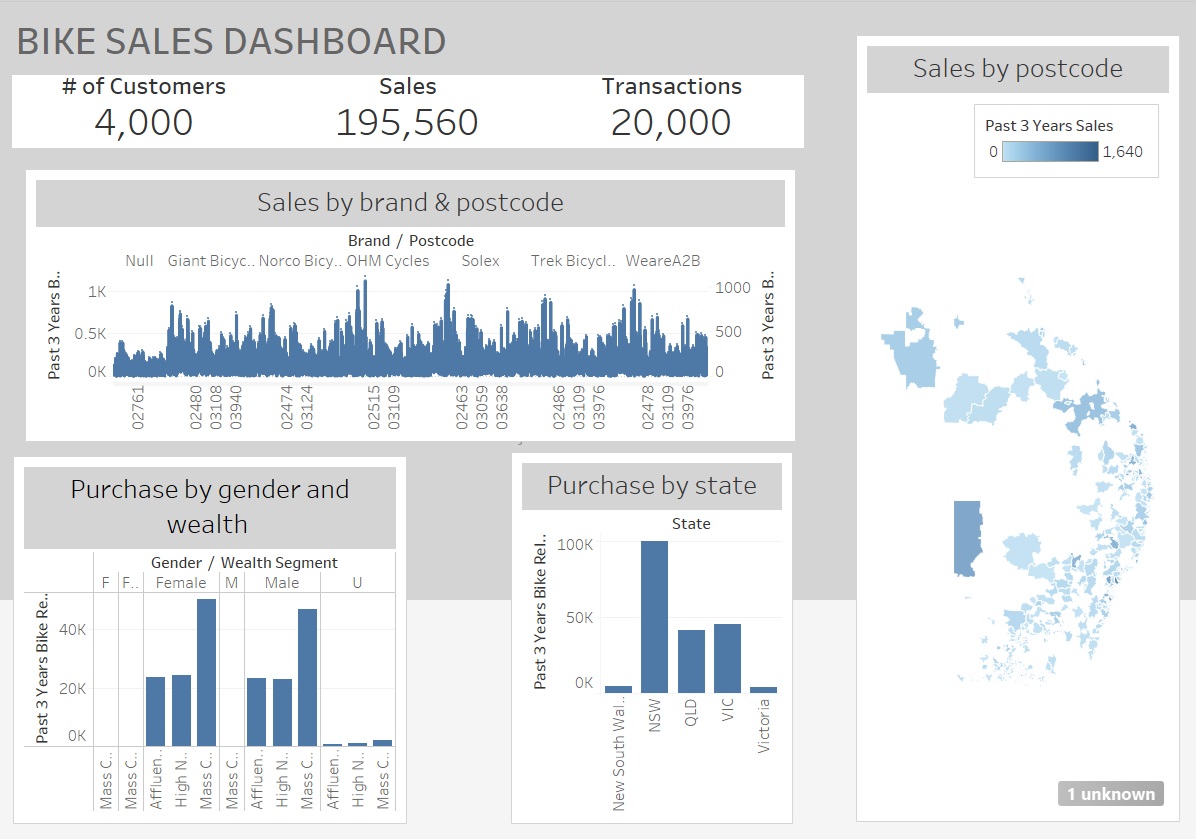 BIKE SALES DASHBOARD
# of Customers
4,000
Sales
195,560
Transactions
20,000
Sales by brand & postcode
Brand / Postcode
Null Giant Bicyc.. Norco Bicy.. OHM Cycles Solex Trek Bicycl.. WeareA2B
Past 3 Years B..
1K
0.5K
0K
1000
500
0
Past 3 Years B..
02761 02480 03108 03940 02474 03124 02515 03109 02463 03059 03638 02486 03109 03976 02478 03109 03976
Purchase by gender and
wealth
Gender / Wealth Segment
F F.. Female M Male U
Past 3 Years Bike Re..
40K
20K
0K
Mass C.. Mass C.. Affluen.. High N.. Mass C.. Mass C.. Affluen.. High N.. Mass C.. Affluen.. High N.. Mass C..
Purchase by state
State
Past 3 Years Bike Rel..
100K
50K
0K
New South Wal.. NSW QLD VIC Victoria
Sales by postcode
Past 3 Years Sales
0 1,640
1 unknown